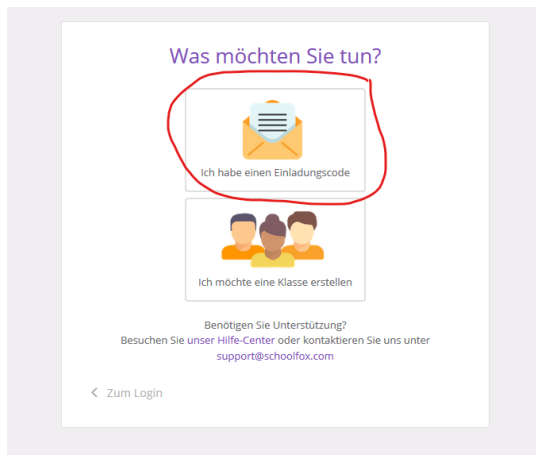 Was möchten Sie tun?
Ich habe einen Einladungscode
Ich möchte eine Klasse erstellen
Benötigen Sie Unterstützung?
Besuchen Sie unser Hilfe-Center oder kontaktieren Sie uns unter
support@schoolfox.com
Zum Login